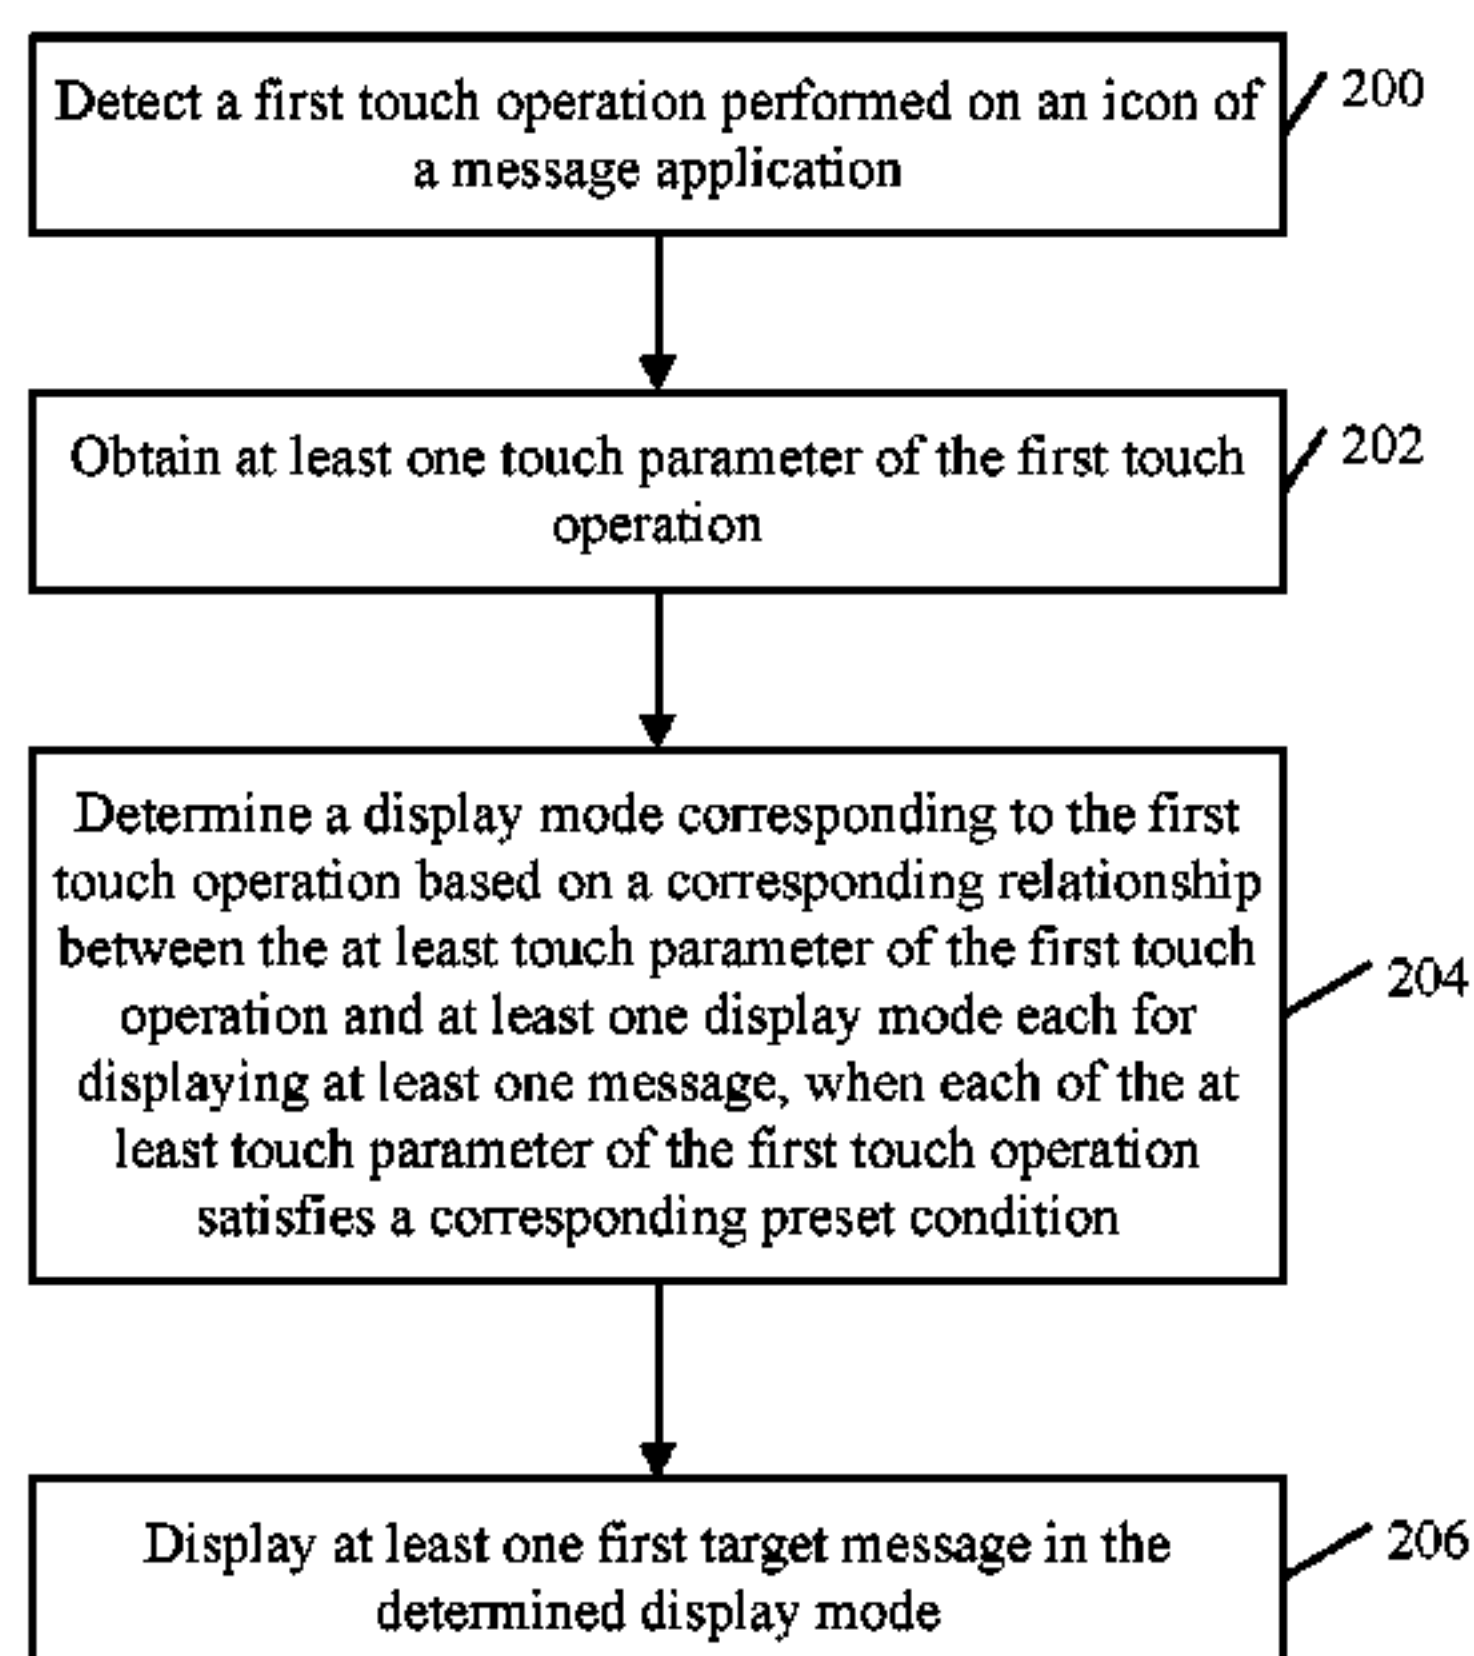 Detect a first touch operation performed on an icon of
a message application
200
Obtain at least one touch parameter of the first touch
operation
202
Determine a display mode corresponding to the first
touch operation based on a corresponding relationship
between the at least touch parameter of the first touch
operation and at least one display mode each for
displaying at least one message, when each of the at
least touch parameter of the first touch operation
satisfies a corresponding preset condition
204
Display at least one first target message in the
determined display mode
206